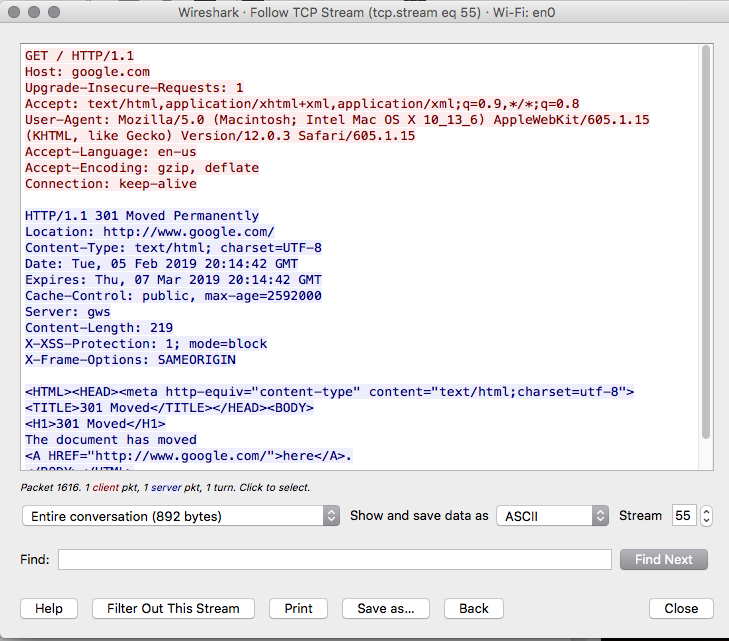 Wireshark · Follow TCP Stream (tcp.stream eq 55) · Wi-Fi: en0
GET / HTTP/1.1
Host: google.com
Upgrade-Insecure-Requests: 1
Accept: text/html,application/xhtml+xml,application/xml;q=0.9,*/*;q=0.8
User-Agent: Mozilla/5.0 (Macintosh; Intel Mac OS X 10_13_6) AppleWebKit/605.1.15
(KHTML, like Gecko) Version/12.0.3 Safari/605.1.15
Accept-Language: en-us
Accept-Encoding: gzip, deflate
Connection: keep-alive
HTTP/1.1 301 Moved Permanently
Location: http://www.google.com/
Content-Type: text/html; charset=UTF-8
Date: Tue, 05 Feb 2019 20:14:42 GMT
Expires: Thu, 07 Mar 2019 20:14:42 GMT
Cache-Control: public, max-age=2592000
Server: gws
Content-Length: 219
X-XSS-Protection: 1; mode=block
X-Frame-Options: SAMEORIGIN
<HTML><HEAD><meta http-equiv="content-type" content="text/html;charset=utf-8">
<TITLE>301 Moved</TITLE></HEAD><BODY>
<H1>301 Moved</H1>
The document has moved
<A HREF="http://www.google.com/">here</A>.
</BODY></HTML>
Packet 1616. 1 client pkt, 1 server pkt, 1 turn. Click to select.
Entire conversation (892 bytes) Show and save data as ASCII Stream 55
Find: Find Next
Help Filter Out This Stream Print Save as... Back Close